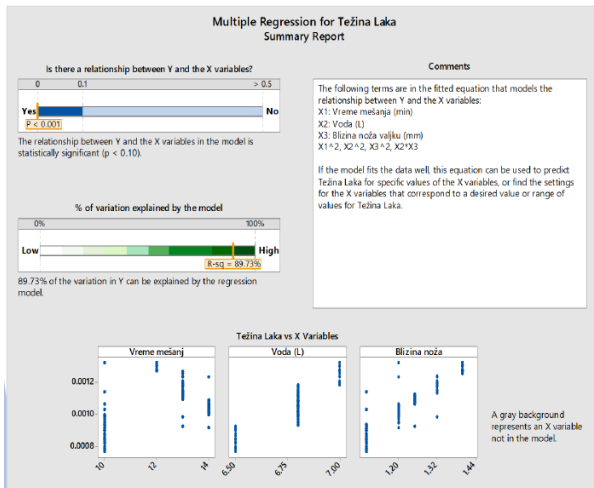 Multiple Regression for Težina Laka
Summary Report
Is there a relationship between Y and the X variables?
0 0.1 > 0.5
Yes No
P < 0.001
The relationship between Y and the X variables in the model is
statistically significant (p < 0.10).
% of variation explained by the model
0% 100%
Low High
R-sq = 89.73%
89.73% of the variation in Y can be explained by the regression
model.
Comments
The following terms are in the fitted equation that models the
relationship between Y and the X variables:
X1: Vreme mešanja (min)
X2: Voda (L)
X3: Blizina noža valjku (mm)
X1^2, X2^2, X3^2, X2*X3
If the model fits the data well, this equation can be used to predict
Težina Laka for specific values of the X variables, or find the settings
for the X variables that correspond to a desired value or range of
values for Težina Laka.
Težina Laka vs X Variables
Vreme mešanj Voda (L) Blizina noža
0.0012
0.0010
0.0008
10 12 14 6.50 6.75 7.00 1.20 1.32 1.44
A gray background
represents an X variable
not in the model.